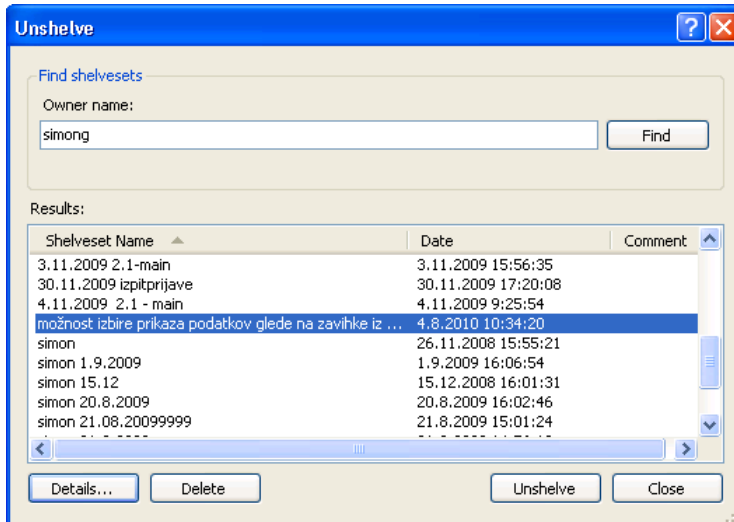 Unshelve
Find shelvesets
Owner name:
simong
Find
Results:
Shelveset Name Date Comment
3.11.2009 2.1-main 3.11.2009 15:56:35
30.11.2009 izpitprijave 30.11.2009 17:20:08
4.11.2009 2.1 - main 4.11.2009 9:25:54
možnost izbire prikaza podatkov glede na zavihke iz ... 4.8.2010 10:34:20
simon 26.11.2008 15:55:21
simon 1.9.2009 1.9.2009 16:06:54
simon 15.12 15.12.2008 16:01:31
simon 20.8.2009 20.8.2009 16:02:46
simon 21.08.20099999 21.8.2009 15:01:24
Details... Delete Unshelve Close